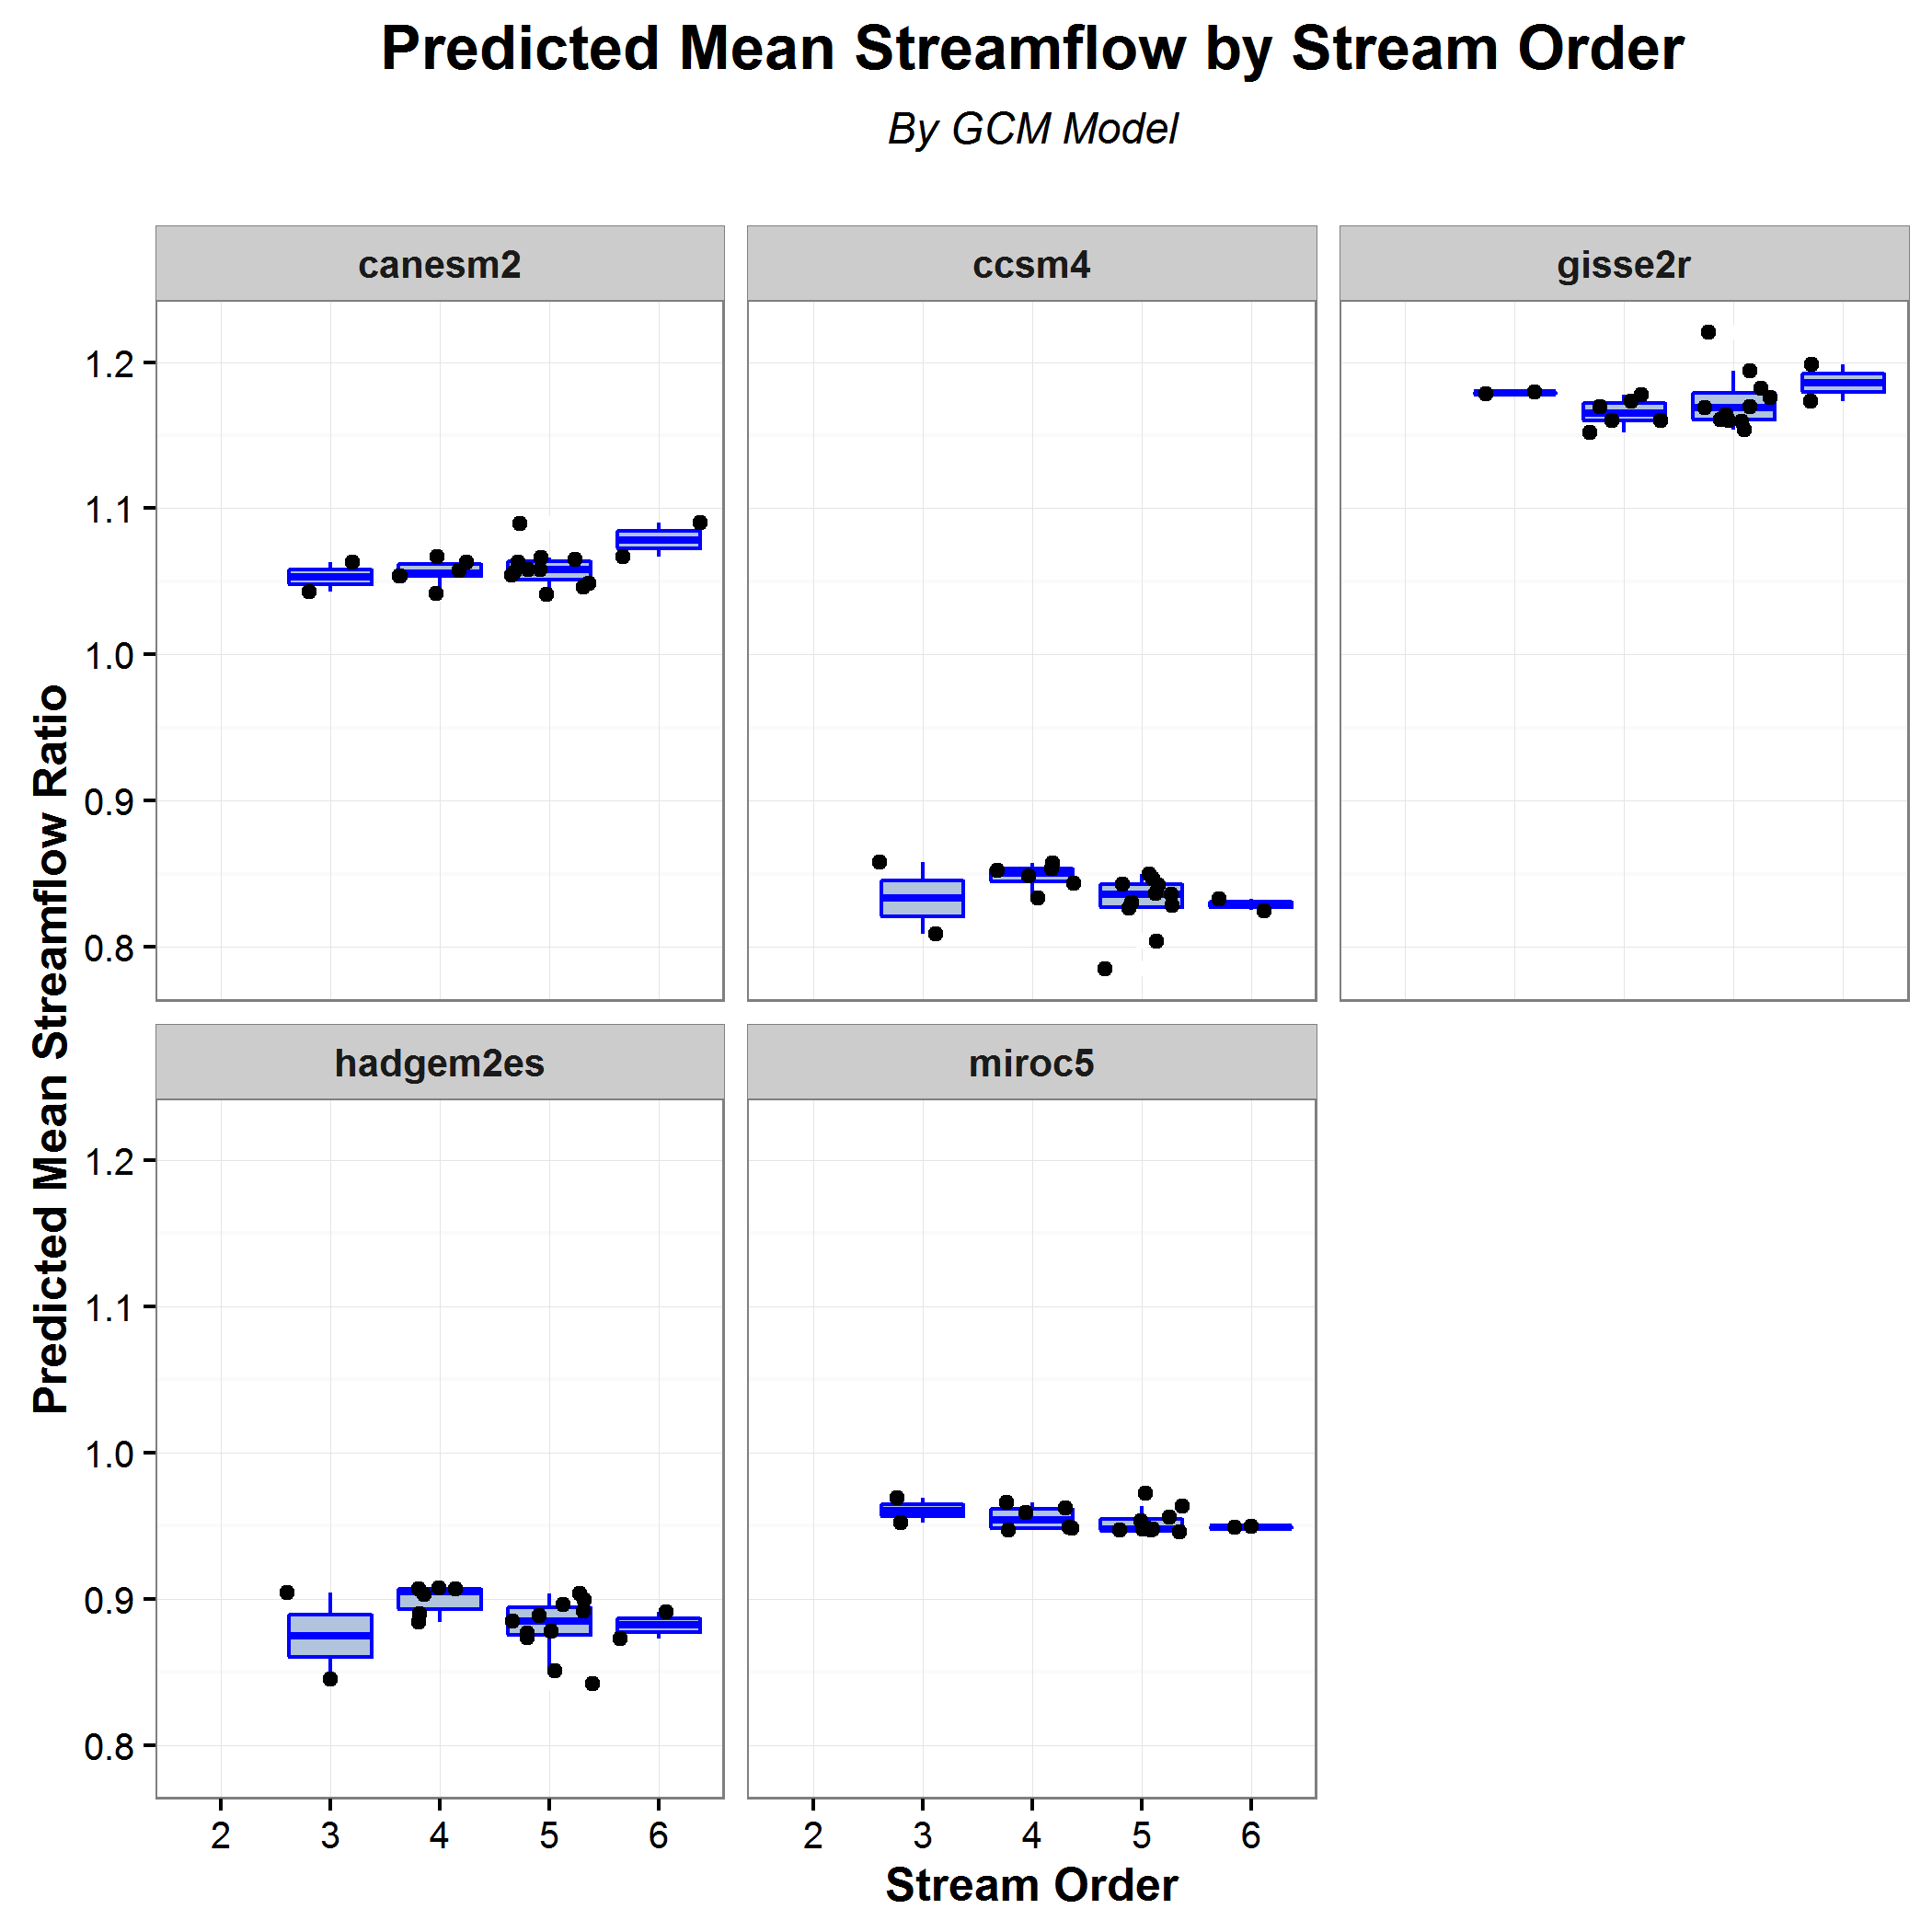 Predicted Mean Streamflow by Stream Order
By GCM Model
canesm2
ccsm4
gisse2r
1.2
1.1
1.0
0.9
0.8
Predicted Mean Streamflow Ratio
hadgem2es
miroc5
1.2
1.1
1.0
0.9
0.8
2 3 4 5 6
2 3 4 5 6
Stream Order